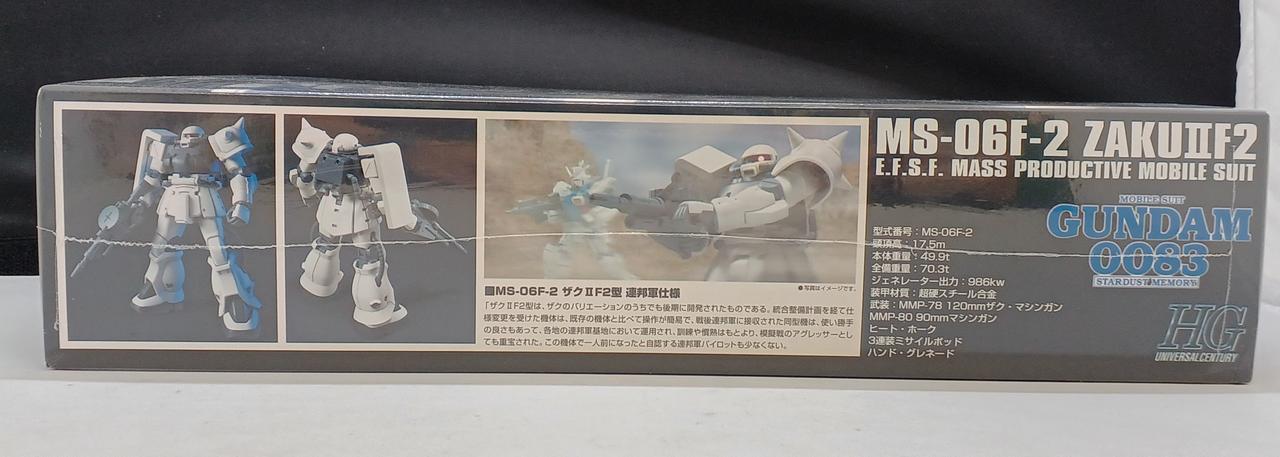 MS-06F-2 ZAKUⅡF2
E.F.S.F. MASS PRODUCTIVE MOBILE SUIT
MOBILE SUIT
GUNDAM
0083
STARDUST MEMORY
HG
UNIVERSAL CENTURY
型式番号：MS-06F-2
頭頂高：17.5m
本体重量：49.9t
全備重量：70.3t
ジェネレーター出力：986kw
装甲材質：超硬スチール合金
武装：MMP-78 120mmザク・マシンガン
MMP-80 90mmマシンガン
ヒート・ホーク
3連装ミサイルポッド
ハンド・グレネード
●写真はイメージです。
■MS-06F-2 ザクⅡF2型 連邦軍仕様
「ザクⅡF2型」は、ザクのバリエーションのうちでも後期に開発されたものである。統合整備計画を経て仕
様変更を受けた機体は、既存の機体と比べて操作が簡易で、戦後連邦軍に接収された同型機は、使い勝手
の良さもあって、各地の連邦軍基地において運用され、訓練や慣熟はもとより、模擬戦のアグレッサーとし
ても重宝された。この機体で一人前になったと自認する連邦軍パイロットも少なくない。